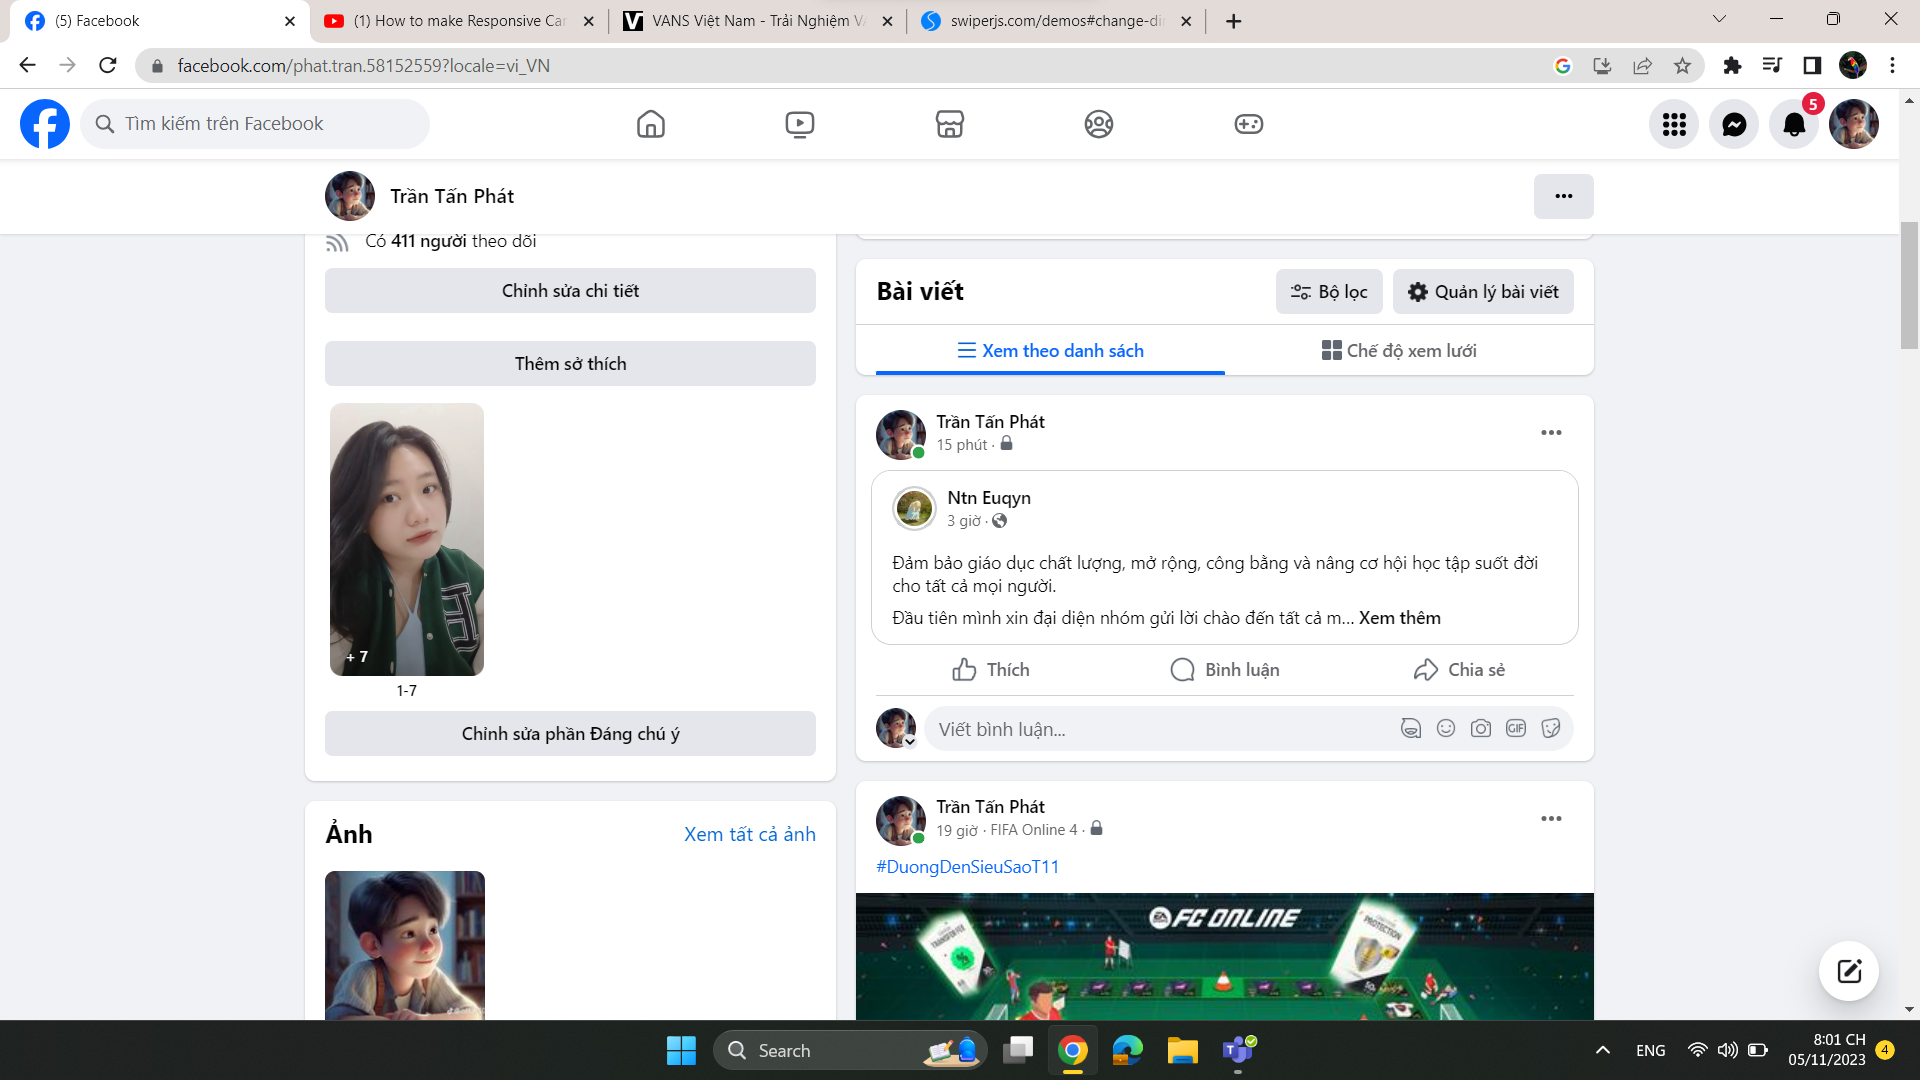 (5) Facebook
(1) How to make Responsive Car
VANS Việt Nam - Trải Nghiệm VA
swiperjs.com/demos#change-di
facebook.com/phat.tran.58152559?locale=vi_VN
Tìm kiếm trên Facebook
5
Trần Tấn Phát
Có 411 người theo dõi
Chỉnh sửa chi tiết
Thêm sở thích
+ 7
1-7
Chỉnh sửa phần Đáng chú ý
Ảnh
Xem tất cả ảnh
Bài viết
Bộ lọc
Quản lý bài viết
Xem theo danh sách
Chế độ xem lưới
Trần Tấn Phát
15 phút ·
Ntn Euqyn
3 giờ ·
Đảm bảo giáo dục chất lượng, mở rộng, công bằng và nâng cơ hội học tập suốt đời
cho tất cả mọi người.
Đầu tiên mình xin đại diện nhóm gửi lời chào đến tất cả m... Xem thêm
Thích
Bình luận
Chia sẻ
Viết bình luận...
GIF
Trần Tấn Phát
19 giờ · FIFA Online 4 ·
#DuongDenSieuSaoT11
EA FC ONLINE
TRANSFER FEE
PROTECTION
Search
ENG
8:01 CH
05/11/2023
4